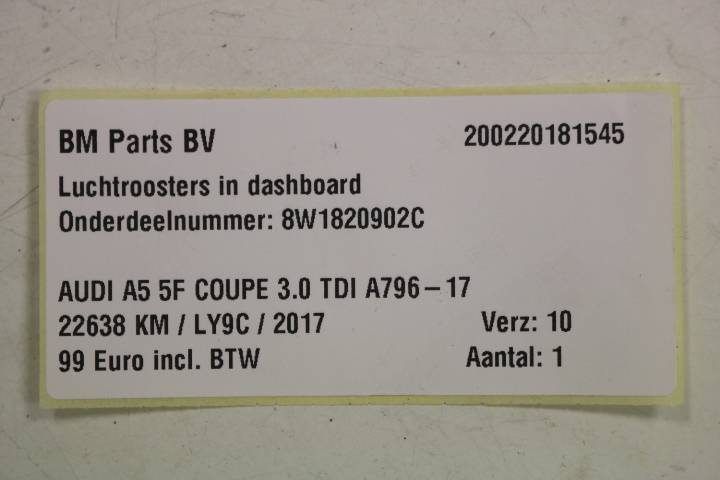 BM Parts BV 200220181545
Luchtroosters in dashboard
Onderdeelnummer: 8W1820902C
AUDI A5 5F COUPE 3.0 TDI A796-17
22638 KM / LY9C / 2017 Verz: 10
99 Euro incl. BTW Aantal: 1